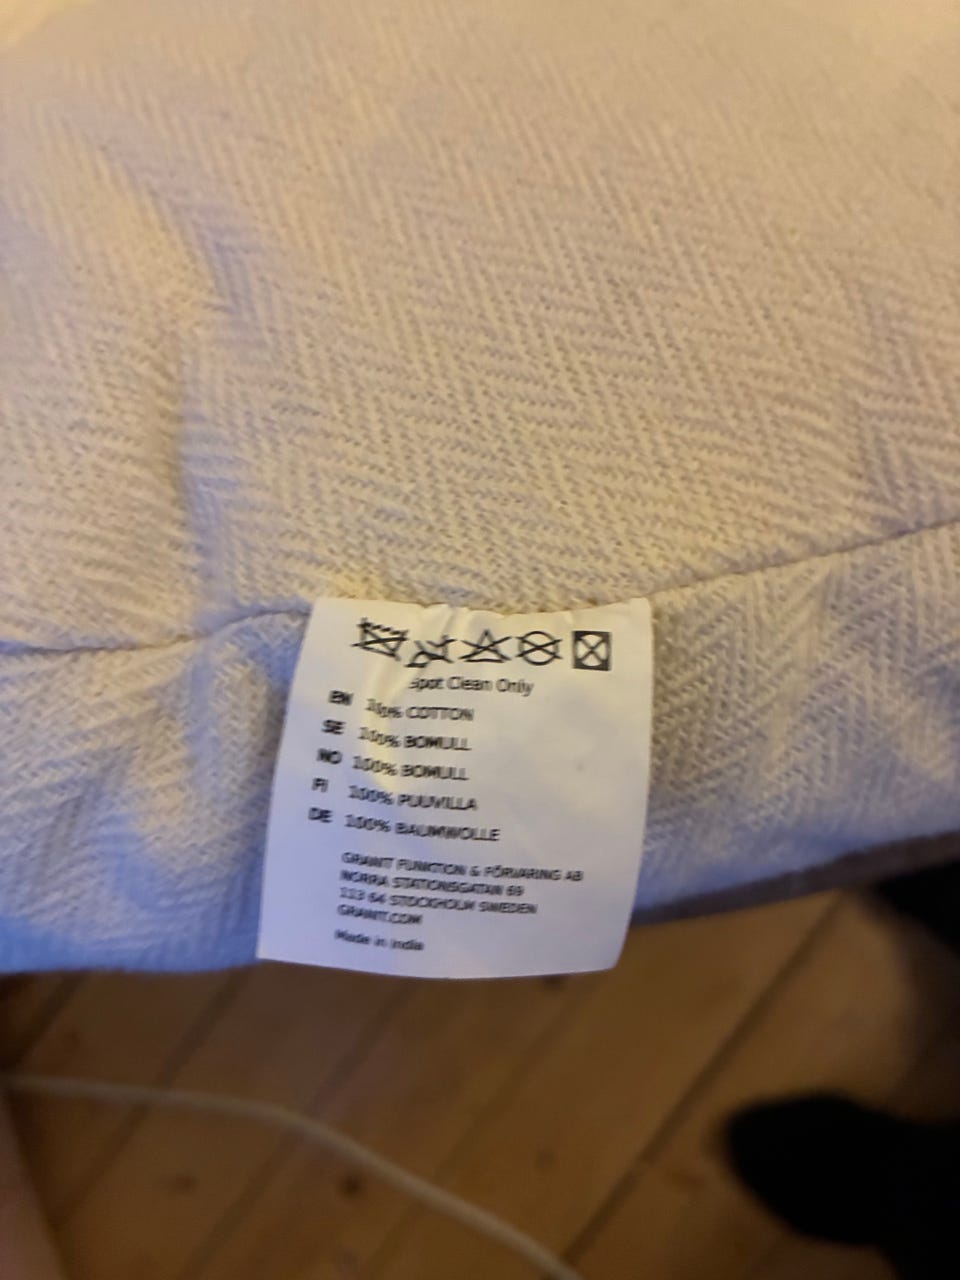 Spot Clean Only
EN 100% COTTON
SE 100% BOMULL
NO 100% BOMULL
FI 100% PUUVILLA
DE 100% BAUMWOLLE
GRANIT FUNKTION & FÖRVARING AB
NORRA STATIONSGATAN 69
113 64 STOCKHOLM SWEDEN
GRANIT.COM
Made in India